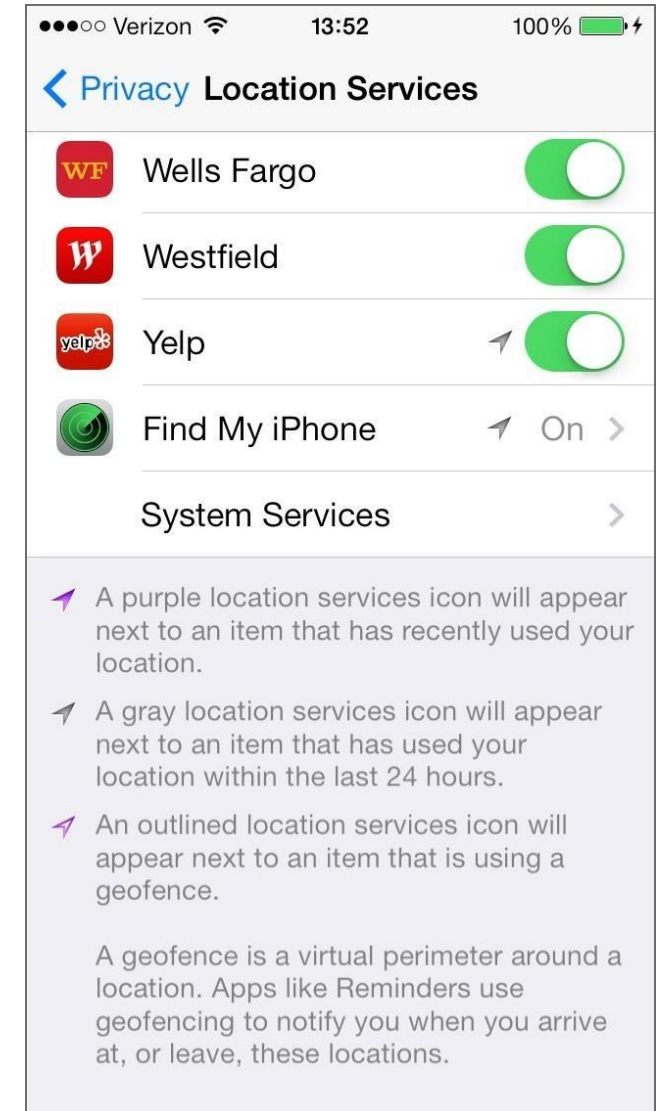 Verizon 13:52 100%
Privacy Location Services
WF Wells Fargo
W Westfield
yelp Yelp
Find My iPhone On
System Services
A purple location services icon will appear
next to an item that has recently used your
location.
A gray location services icon will appear
next to an item that has used your
location within the last 24 hours.
An outlined location services icon will
appear next to an item that is using a
geofence.
A geofence is a virtual perimeter around a
location. Apps like Reminders use
geofencing to notify you when you arrive
at, or leave, these locations.